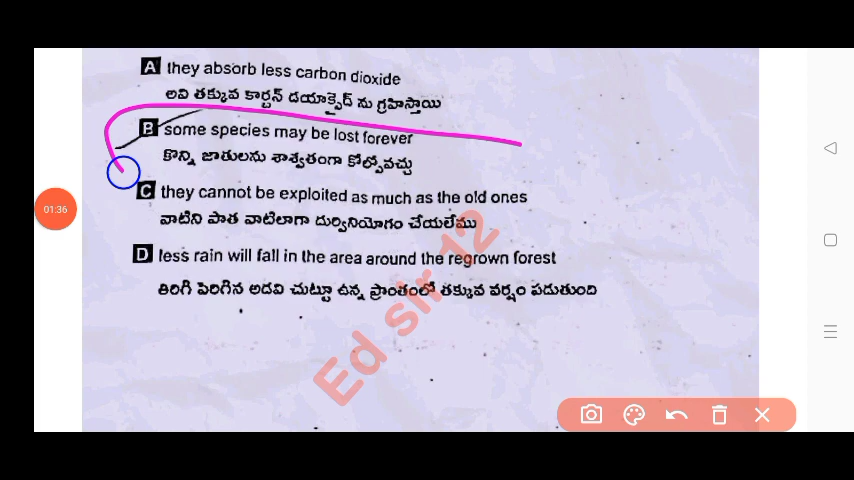 A they absorb less carbon dioxide
అవి తక్కువ కార్బన్ డయాక్సైడ్ ను గ్రహిస్తాయి
B some species may be lost forever
కొన్ని జాతులను శాశ్వతంగా కోల్పోవచ్చు
C they cannot be exploited as much as the old ones
వాటిని పాత వాటిలాగా దుర్వినియోగం చేయలేము
D less rain will fall in the area around the regrown forest
తిరిగి పెరిగిన అడవి చుట్టూ ఉన్న ప్రాంతంలో తక్కువ వర్షం పడుతుంది
Ed sir 12
01:36